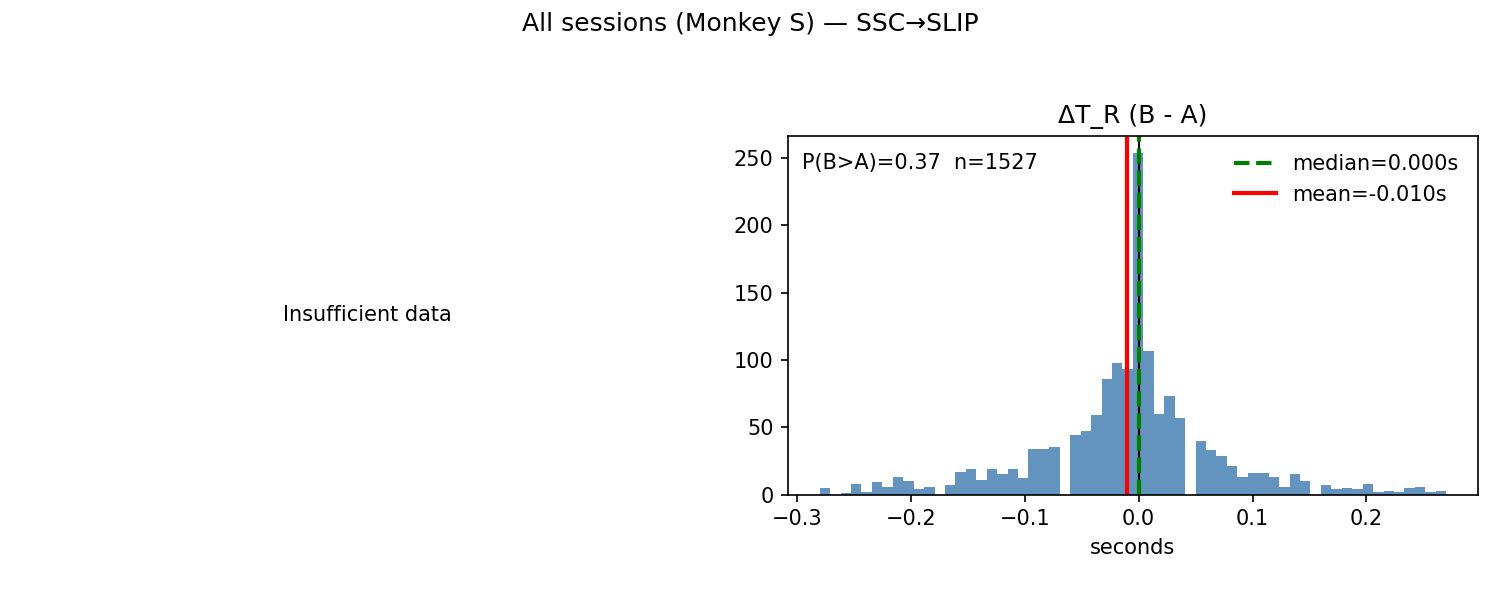 All sessions (Monkey S) — SSC→SLIP
Insufficient data
ΔT_R (B - A)
P(B>A)=0.37  n=1527
median=0.000s
mean=-0.010s
250
200
150
100
50
0
−0.3
−0.2
−0.1
0.0
0.1
0.2
seconds